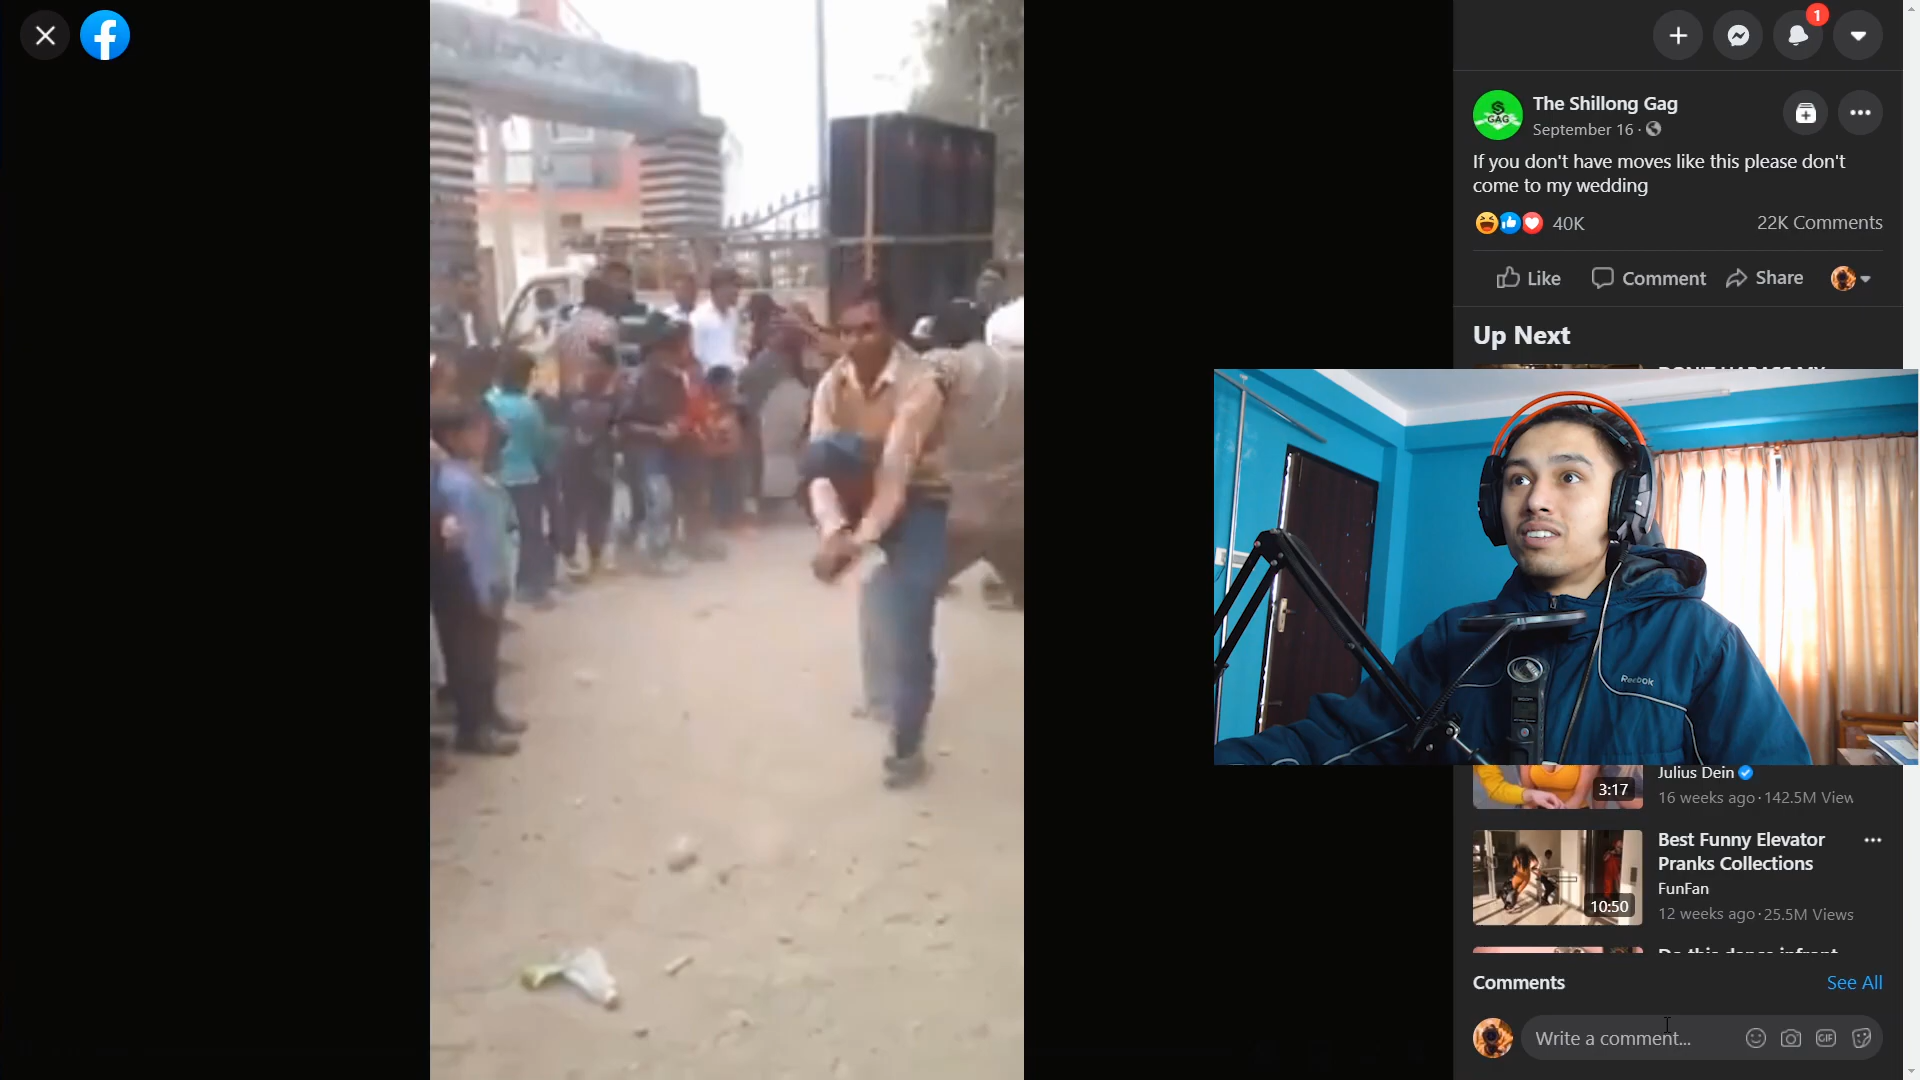 1
The Shillong Gag
September 16 ·
If you don't have moves like this please don't
come to my wedding
40K
22K Comments
Like
Comment
Share
Up Next
Reebok
Julius Dein
3:17
16 weeks ago · 142.5M View
Best Funny Elevator
Pranks Collections
FunFan
10:50
12 weeks ago · 25.5M Views
Comments
See All
Write a comment...
GIF
S
GAG